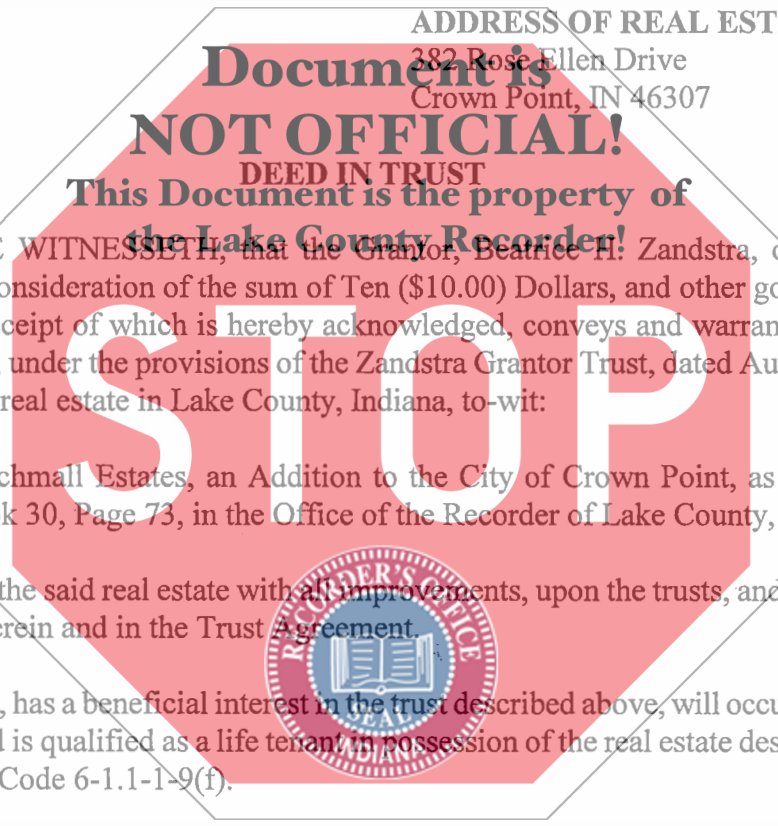 ADDRESS OF REAL EST
Document is
382 Rose Ellen Drive
Crown Point, IN 46307
NOT OFFICIAL!
DEED IN TRUST
This Document is the property of
the Lake County Recorder!
E WITNESSETH, that the Grantor, Beatrice H. Zandstra, o
onsideration of the sum of Ten ($10.00) Dollars, and other go
ceipt of which is hereby acknowledged, conveys and warran
, under the provisions of the Zandstra Grantor Trust, dated Au
real estate in Lake County, Indiana, to-wit:
STOP
chmall Estates, an Addition to the City of Crown Point, as
k 30, Page 73, in the Office of the Recorder of Lake County,
the said real estate with all improvements, upon the trusts, and
erein and in the Trust Agreement.
RECORDER'S OFFICE
SEAL
INDIANA
, has a beneficial interest in the trust described above, will occu
d is qualified as a life tenant in possession of the real estate des
Code 6-1.1-1-9(f).